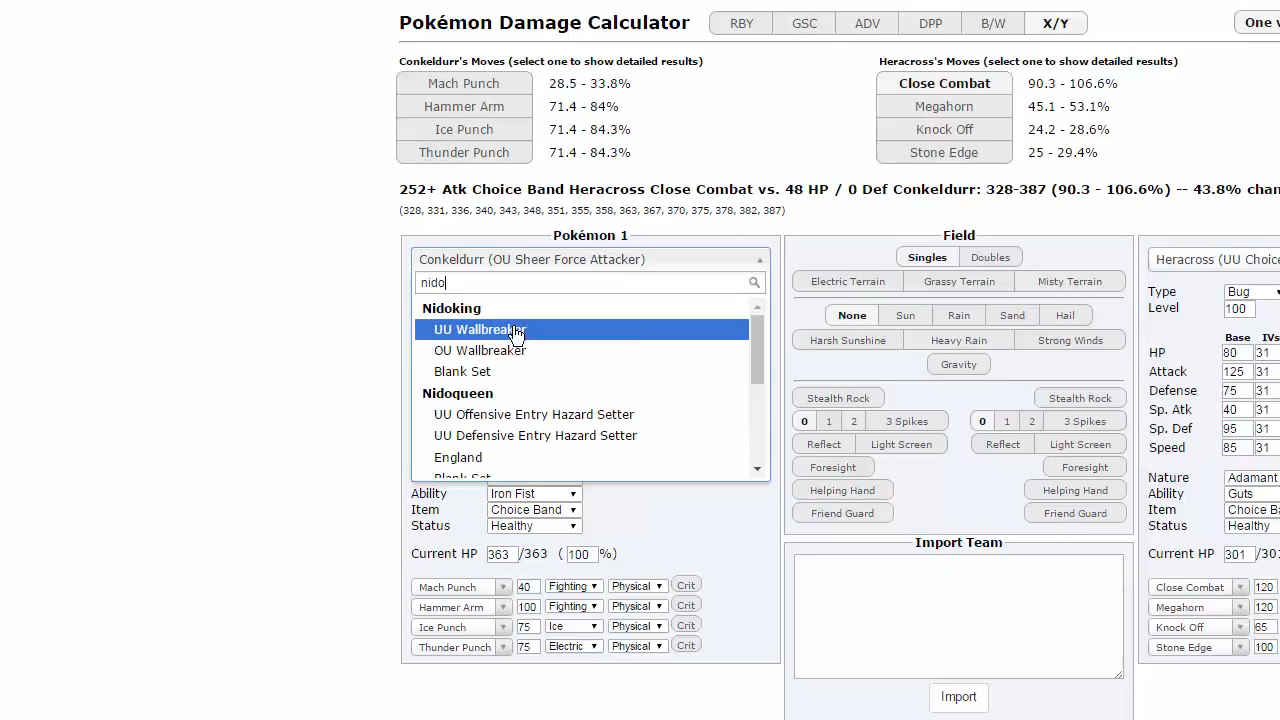 Pokémon Damage Calculator RBY GSC ADV DPP B/W X/Y One v
Conkeldurr's Moves (select one to show detailed results)
Mach Punch 28.5 - 33.8%
Hammer Arm 71.4 - 84%
Ice Punch 71.4 - 84.3%
Thunder Punch 71.4 - 84.3%
Heracross's Moves (select one to show detailed results)
Close Combat 90.3 - 106.6%
Megahorn 45.1 - 53.1%
Knock Off 24.2 - 28.6%
Stone Edge 25 - 29.4%
252+ Atk Choice Band Heracross Close Combat vs. 48 HP / 0 Def Conkeldurr: 328-387 (90.3 - 106.6%) -- 43.8% chan
(328, 331, 336, 340, 343, 348, 351, 355, 358, 363, 367, 370, 375, 378, 382, 387)
Pokémon 1
Conkeldurr (OU Sheer Force Attacker)
nido
Nidoking
UU Wallbreaker
OU Wallbreaker
Blank Set
Nidoqueen
UU Offensive Entry Hazard Setter
UU Defensive Entry Hazard Setter
England
Blank Set
Ability Iron Fist
Item Choice Band
Status Healthy
Current HP 363 /363 ( 100 %)
Mach Punch 40 Fighting Physical Crit
Hammer Arm 100 Fighting Physical Crit
Ice Punch 75 Ice Physical Crit
Thunder Punch 75 Electric Physical Crit
Field
Singles Doubles
Electric Terrain Grassy Terrain Misty Terrain
None Sun Rain Sand Hail
Harsh Sunshine Heavy Rain Strong Winds
Gravity
Stealth Rock Stealth Rock
0 1 2 3 Spikes 0 1 2 3 Spikes
Reflect Light Screen Reflect Light Screen
Foresight Foresight
Helping Hand Helping Hand
Friend Guard Friend Guard
Import Team
Import
Heracross (UU Choic
Type Bug
Level 100
Base IVs
HP 80 31
Attack 125 31
Defense 75 31
Sp. Atk 40 31
Sp. Def 95 31
Speed 85 31
Nature Adamant
Ability Guts
Item Choice Ba
Status Healthy
Current HP 301 /301
Close Combat 120
Megahorn 120
Knock Off 65
Stone Edge 100